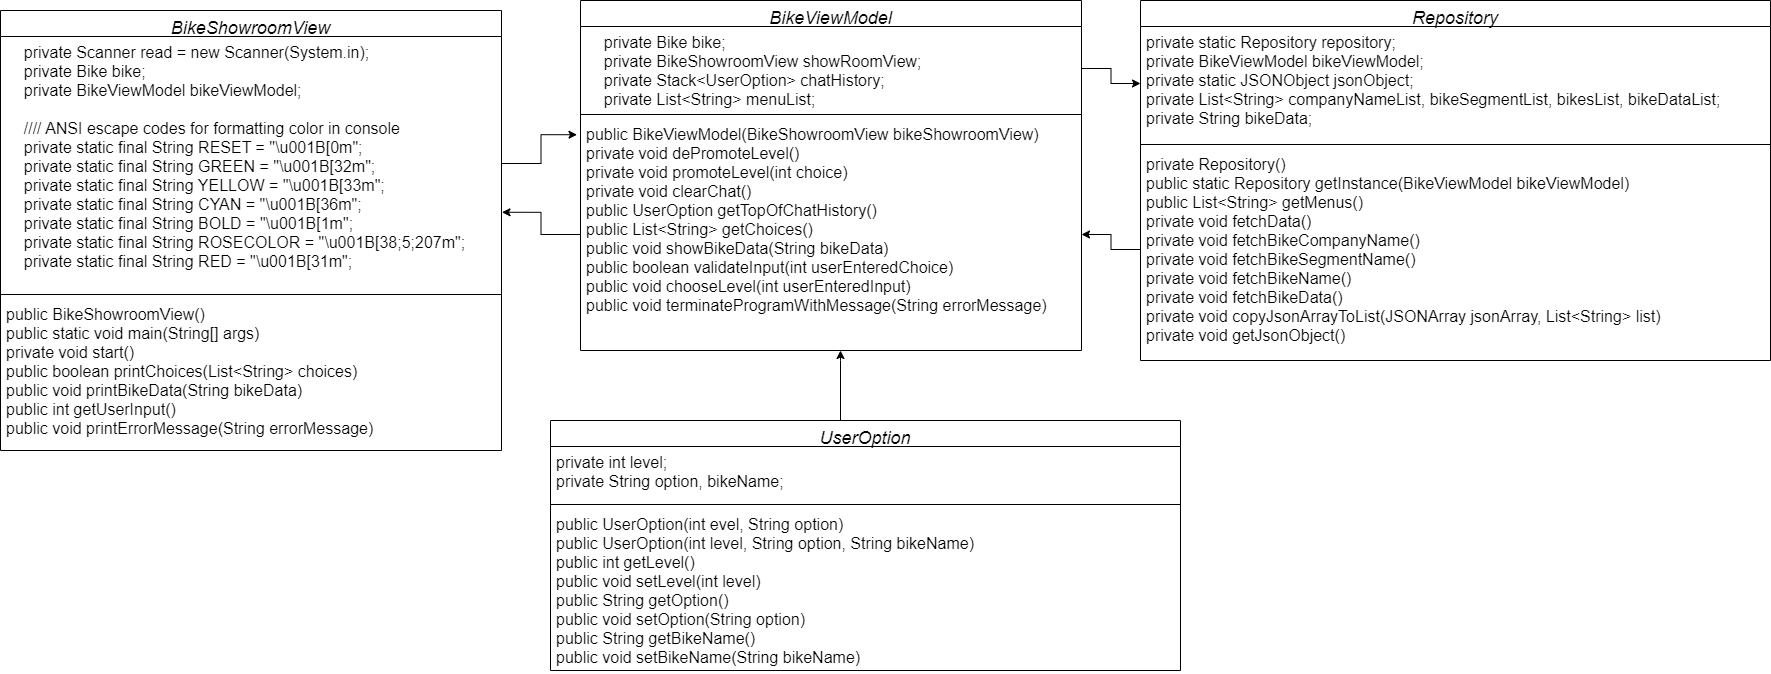 BikeShowroomView
private Scanner read = new Scanner(System.in);
private Bike bike;
private BikeViewModel bikeViewModel;
//// ANSI escape codes for formatting color in console
private static final String RESET = "\u001B[0m";
private static final String GREEN = "\u001B[32m";
private static final String YELLOW = "\u001B[33m";
private static final String CYAN = "\u001B[36m";
private static final String BOLD = "\u001B[1m";
private static final String ROSECOLOR = "\u001B[38;5;207m";
private static final String RED = "\u001B[31m";
public BikeShowroomView()
public static void main(String[] args)
private void start()
public boolean printChoices(List<String> choices)
public void printBikeData(String bikeData)
public int getUserInput()
public void printErrorMessage(String errorMessage)
BikeViewModel
private Bike bike;
private BikeShowroomView showRoomView;
private Stack<UserOption> chatHistory;
private List<String> menuList;
public BikeViewModel(BikeShowroomView bikeShowroomView)
private void dePromoteLevel()
private void promoteLevel(int choice)
private void clearChat()
public UserOption getTopOfChatHistory()
public List<String> getChoices()
public void showBikeData(String bikeData)
public boolean validateInput(int userEnteredChoice)
public void chooseLevel(int userEnteredInput)
public void terminateProgramWithMessage(String errorMessage)
Repository
private static Repository repository;
private BikeViewModel bikeViewModel;
private static JSONObject jsonObject;
private List<String> companyNameList, bikeSegmentList, bikesList, bikeDataList;
private String bikeData;
private Repository()
public static Repository getInstance(BikeViewModel bikeViewModel)
public List<String> getMenus()
private void fetchData()
private void fetchBikeCompanyName()
private void fetchBikeSegmentName()
private void fetchBikeName()
private void fetchBikeData()
private void copyJsonArrayToList(JSONArray jsonArray, List<String> list)
private void getJsonObject()
UserOption
private int level;
private String option, bikeName;
public UserOption(int evel, String option)
public UserOption(int level, String option, String bikeName)
public int getLevel()
public void setLevel(int level)
public String getOption()
public void setOption(String option)
public String getBikeName()
public void setBikeName(String bikeName)